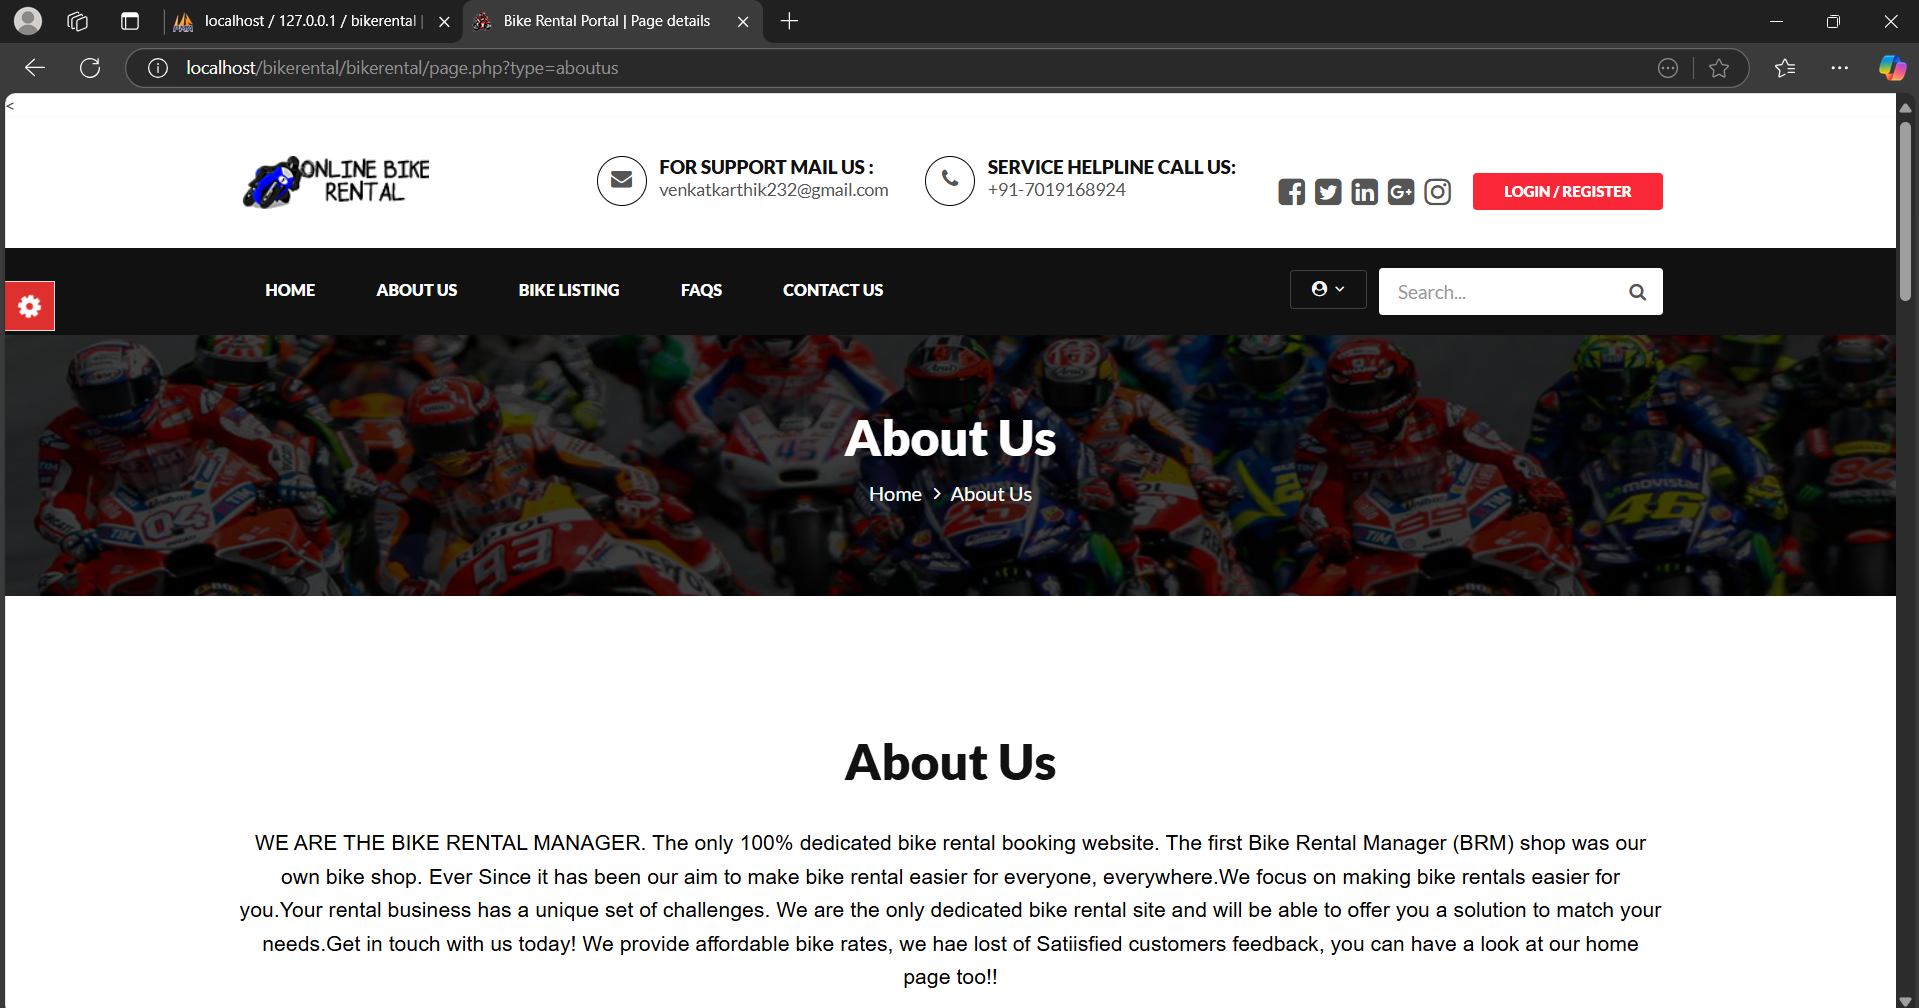 localhost / 127.0.0.1 / bikerental |
Bike Rental Portal | Page details
localhost/bikerental/bikerental/page.php?type=aboutus
<
ONLINE BIKE
RENTAL
FOR SUPPORT MAIL US :
venkatkarthik232@gmail.com
SERVICE HELPLINE CALL US:
+91-7019168924
LOGIN / REGISTER
HOME
ABOUT US
BIKE LISTING
FAQS
CONTACT US
Search...
About Us
Home > About Us
04
TIM
93
45
25
TIM
movistar
46
About Us
WE ARE THE BIKE RENTAL MANAGER. The only 100% dedicated bike rental booking website. The first Bike Rental Manager (BRM) shop was our
own bike shop. Ever Since it has been our aim to make bike rental easier for everyone, everywhere.We focus on making bike rentals easier for
you.Your rental business has a unique set of challenges. We are the only dedicated bike rental site and will be able to offer you a solution to match your
needs.Get in touch with us today! We provide affordable bike rates, we hae lost of Satiisfied customers feedback, you can have a look at our home
page too!!